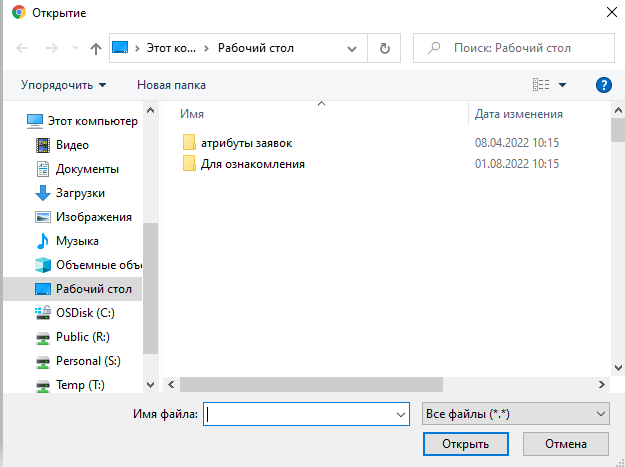 Открытие
Этот ко... Рабочий стол
Поиск: Рабочий стол
Упорядочить
Новая папка
?
Имя
Дата изменения
Этот компьютер
Видео
Документы
Загрузки
Изображения
Музыка
Объемные объ
Рабочий стол
OSDisk (C:)
Public (R:)
Personal (S:)
Temp (T:)
атрибуты заявок 08.04.2022 10:15
Для ознакомления 01.08.2022 10:15
Имя файла:
Все файлы (*.*)
Открыть
Отмена